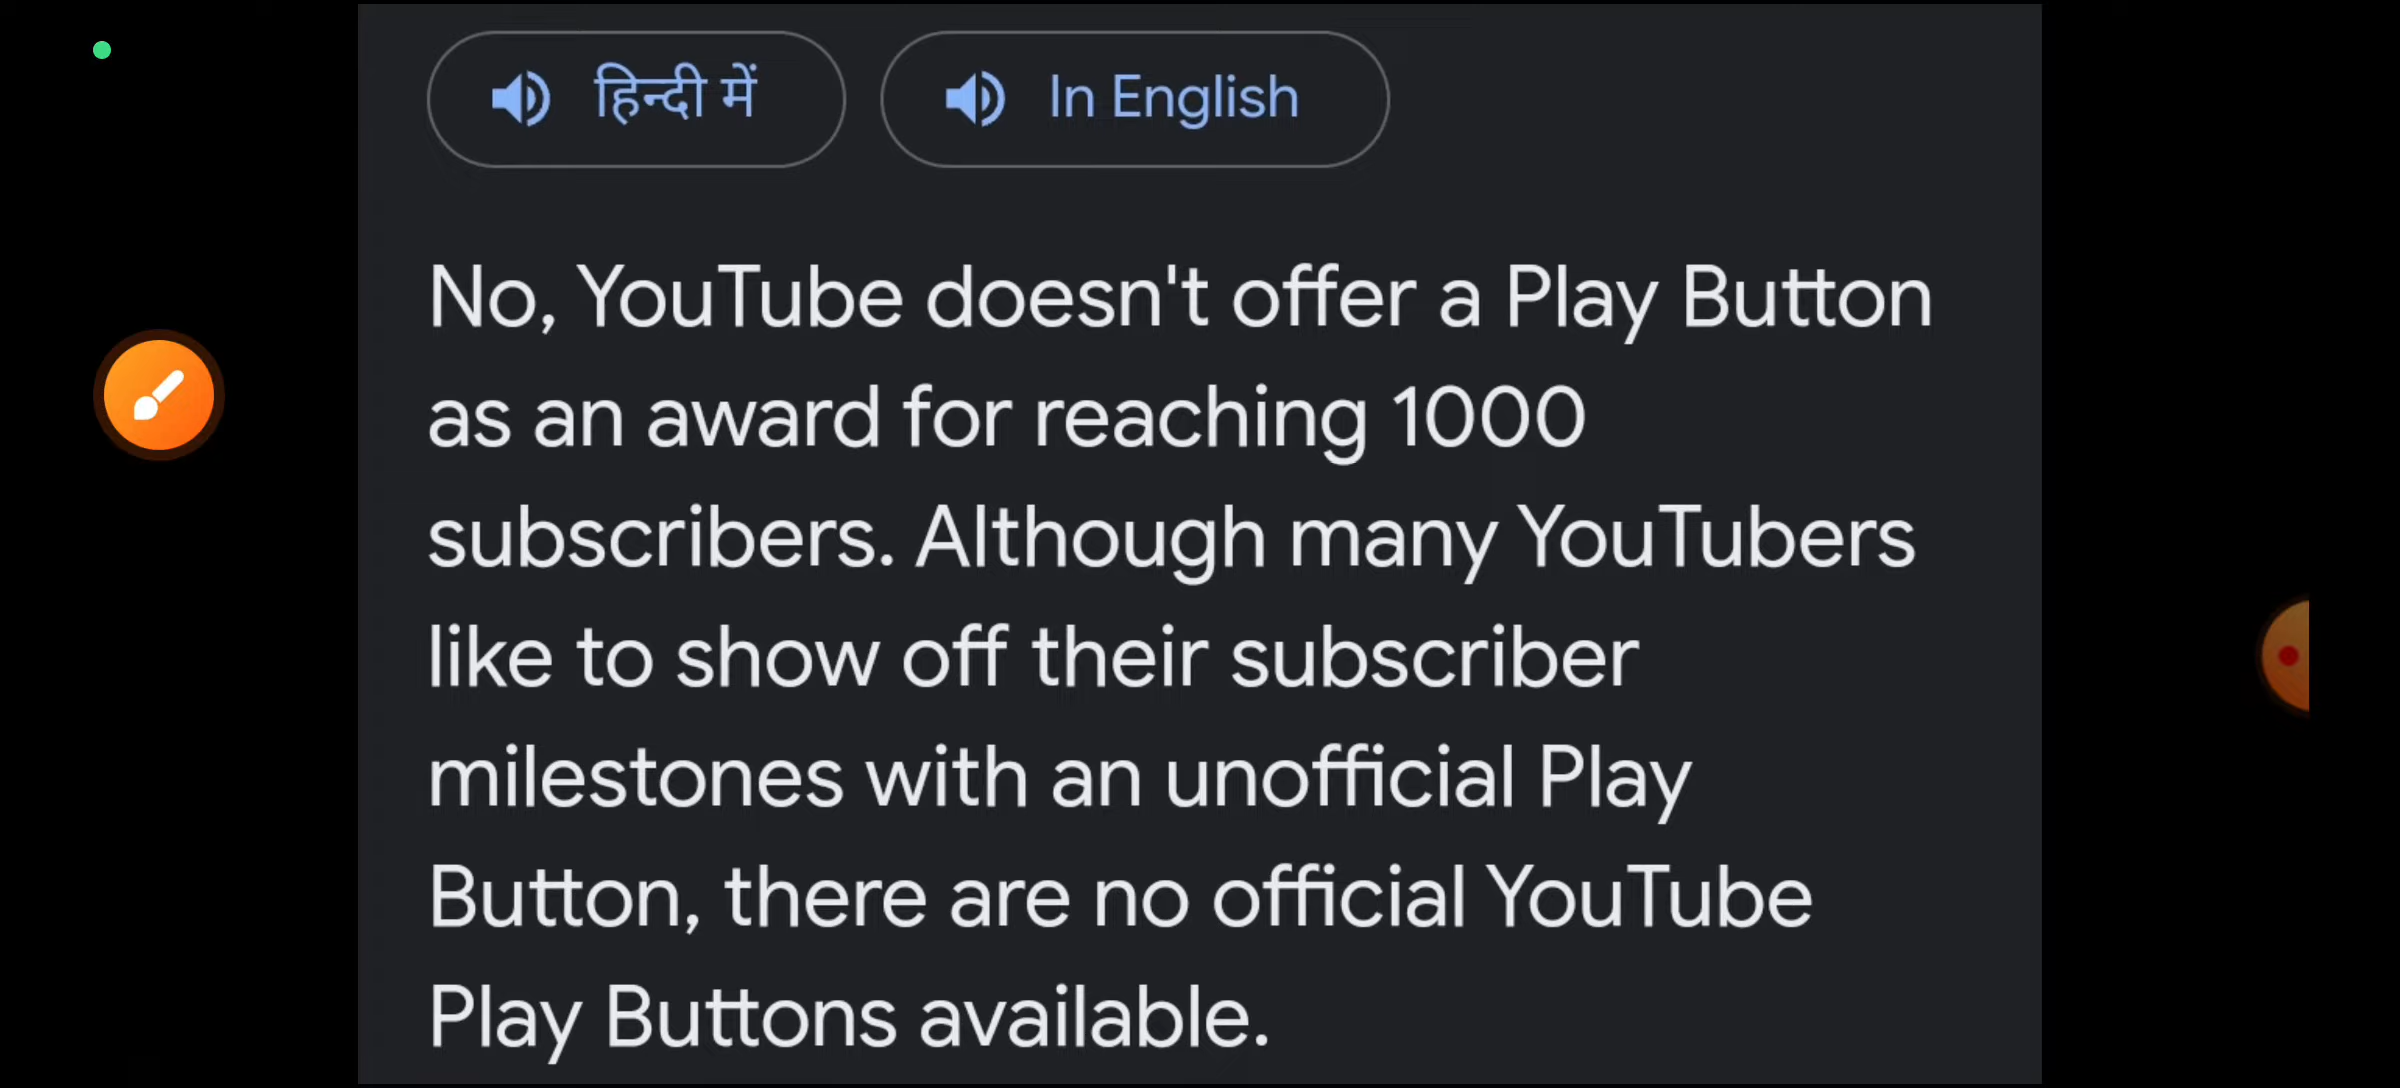 हिन्दी में
In English
No, YouTube doesn't offer a Play Button
as an award for reaching 1000
subscribers. Although many YouTubers
like to show off their subscriber
milestones with an unofficial Play
Button, there are no official YouTube
Play Buttons available.